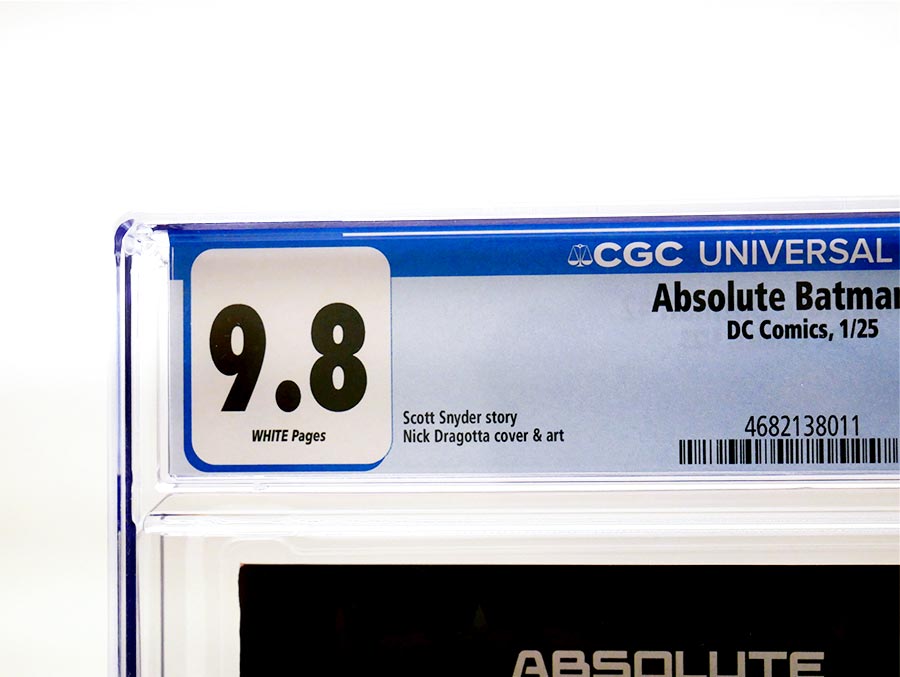 CGC UNIVERSAL
Absolute Batman
DC Comics, 1/25
9.8
WHITE Pages
Scott Snyder story
Nick Dragotta cover & art
4682138011
ABSOLUTE